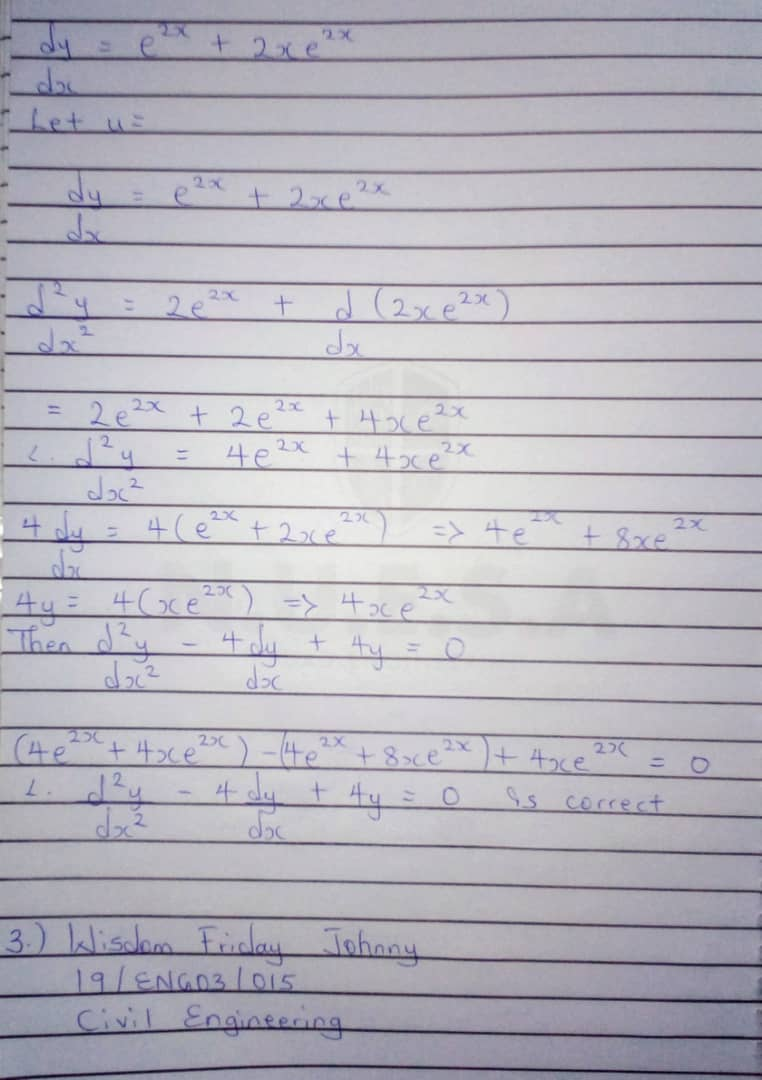 dy/dx = e^{2x} + 2xe^{2x}
Let u =
dy/dx = e^{2x} + 2xe^{2x}
d²y/dx² = 2e^{2x} + d/dx (2xe^{2x})
= 2e^{2x} + 2e^{2x} + 4xe^{2x}
∴ d²y/dx² = 4e^{2x} + 4xe^{2x}
4 dy/dx = 4(e^{2x} + 2xe^{2x}) => 4e^{2x} + 8xe^{2x}
4y = 4(xe^{2x}) => 4xe^{2x}
Then d²y/dx² - 4dy/dx + 4y = 0
(4e^{2x} + 4xe^{2x}) - (4e^{2x} + 8xe^{2x}) + 4xe^{2x} = 0
∴ d²y/dx² - 4dy/dx + 4y = 0 is correct
3.) Wisdom Friday Johnny
19/ENG03/015
Civil Engineering